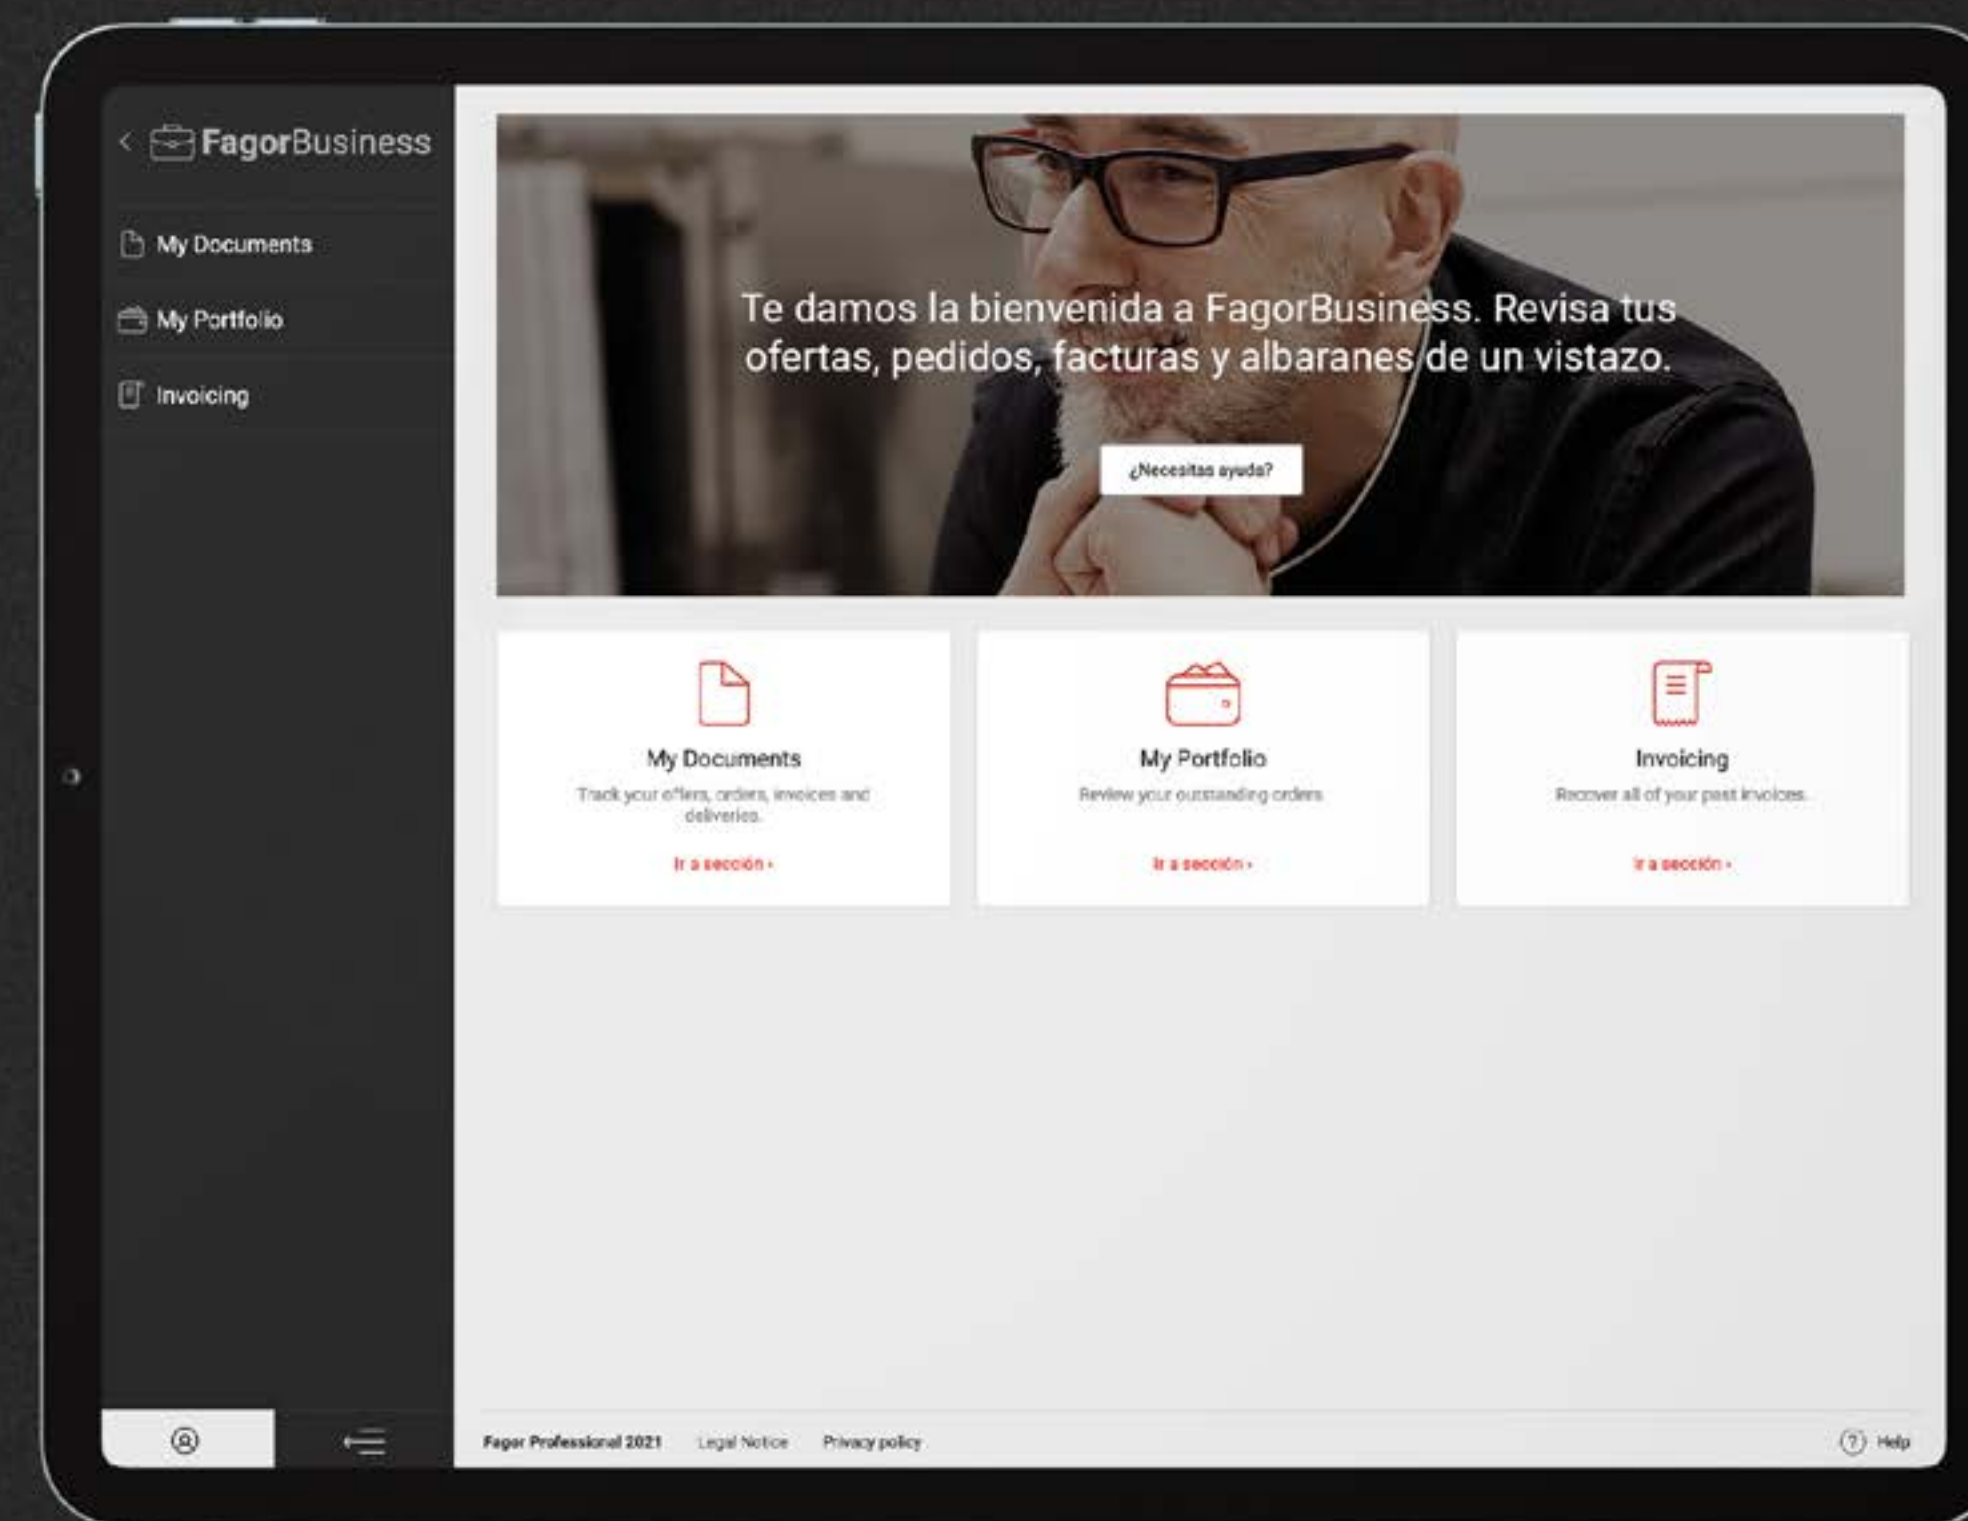 FagorBusiness
My Documents
My Portfolio
Invoicing
Te damos la bienvenida a FagorBusiness. Revisa tus
ofertas, pedidos, facturas y albaranes de un vistazo.
¿Necesitas ayuda?
My Documents
Track your offers, orders, invoices and
deliveries.
Ir a sección ›
My Portfolio
Review your outstanding orders
Ir a sección ›
Invoicing
Recover all of your past invoices.
Ir a sección ›
Fagor Professional 2021
Legal Notice
Privacy policy
? Help